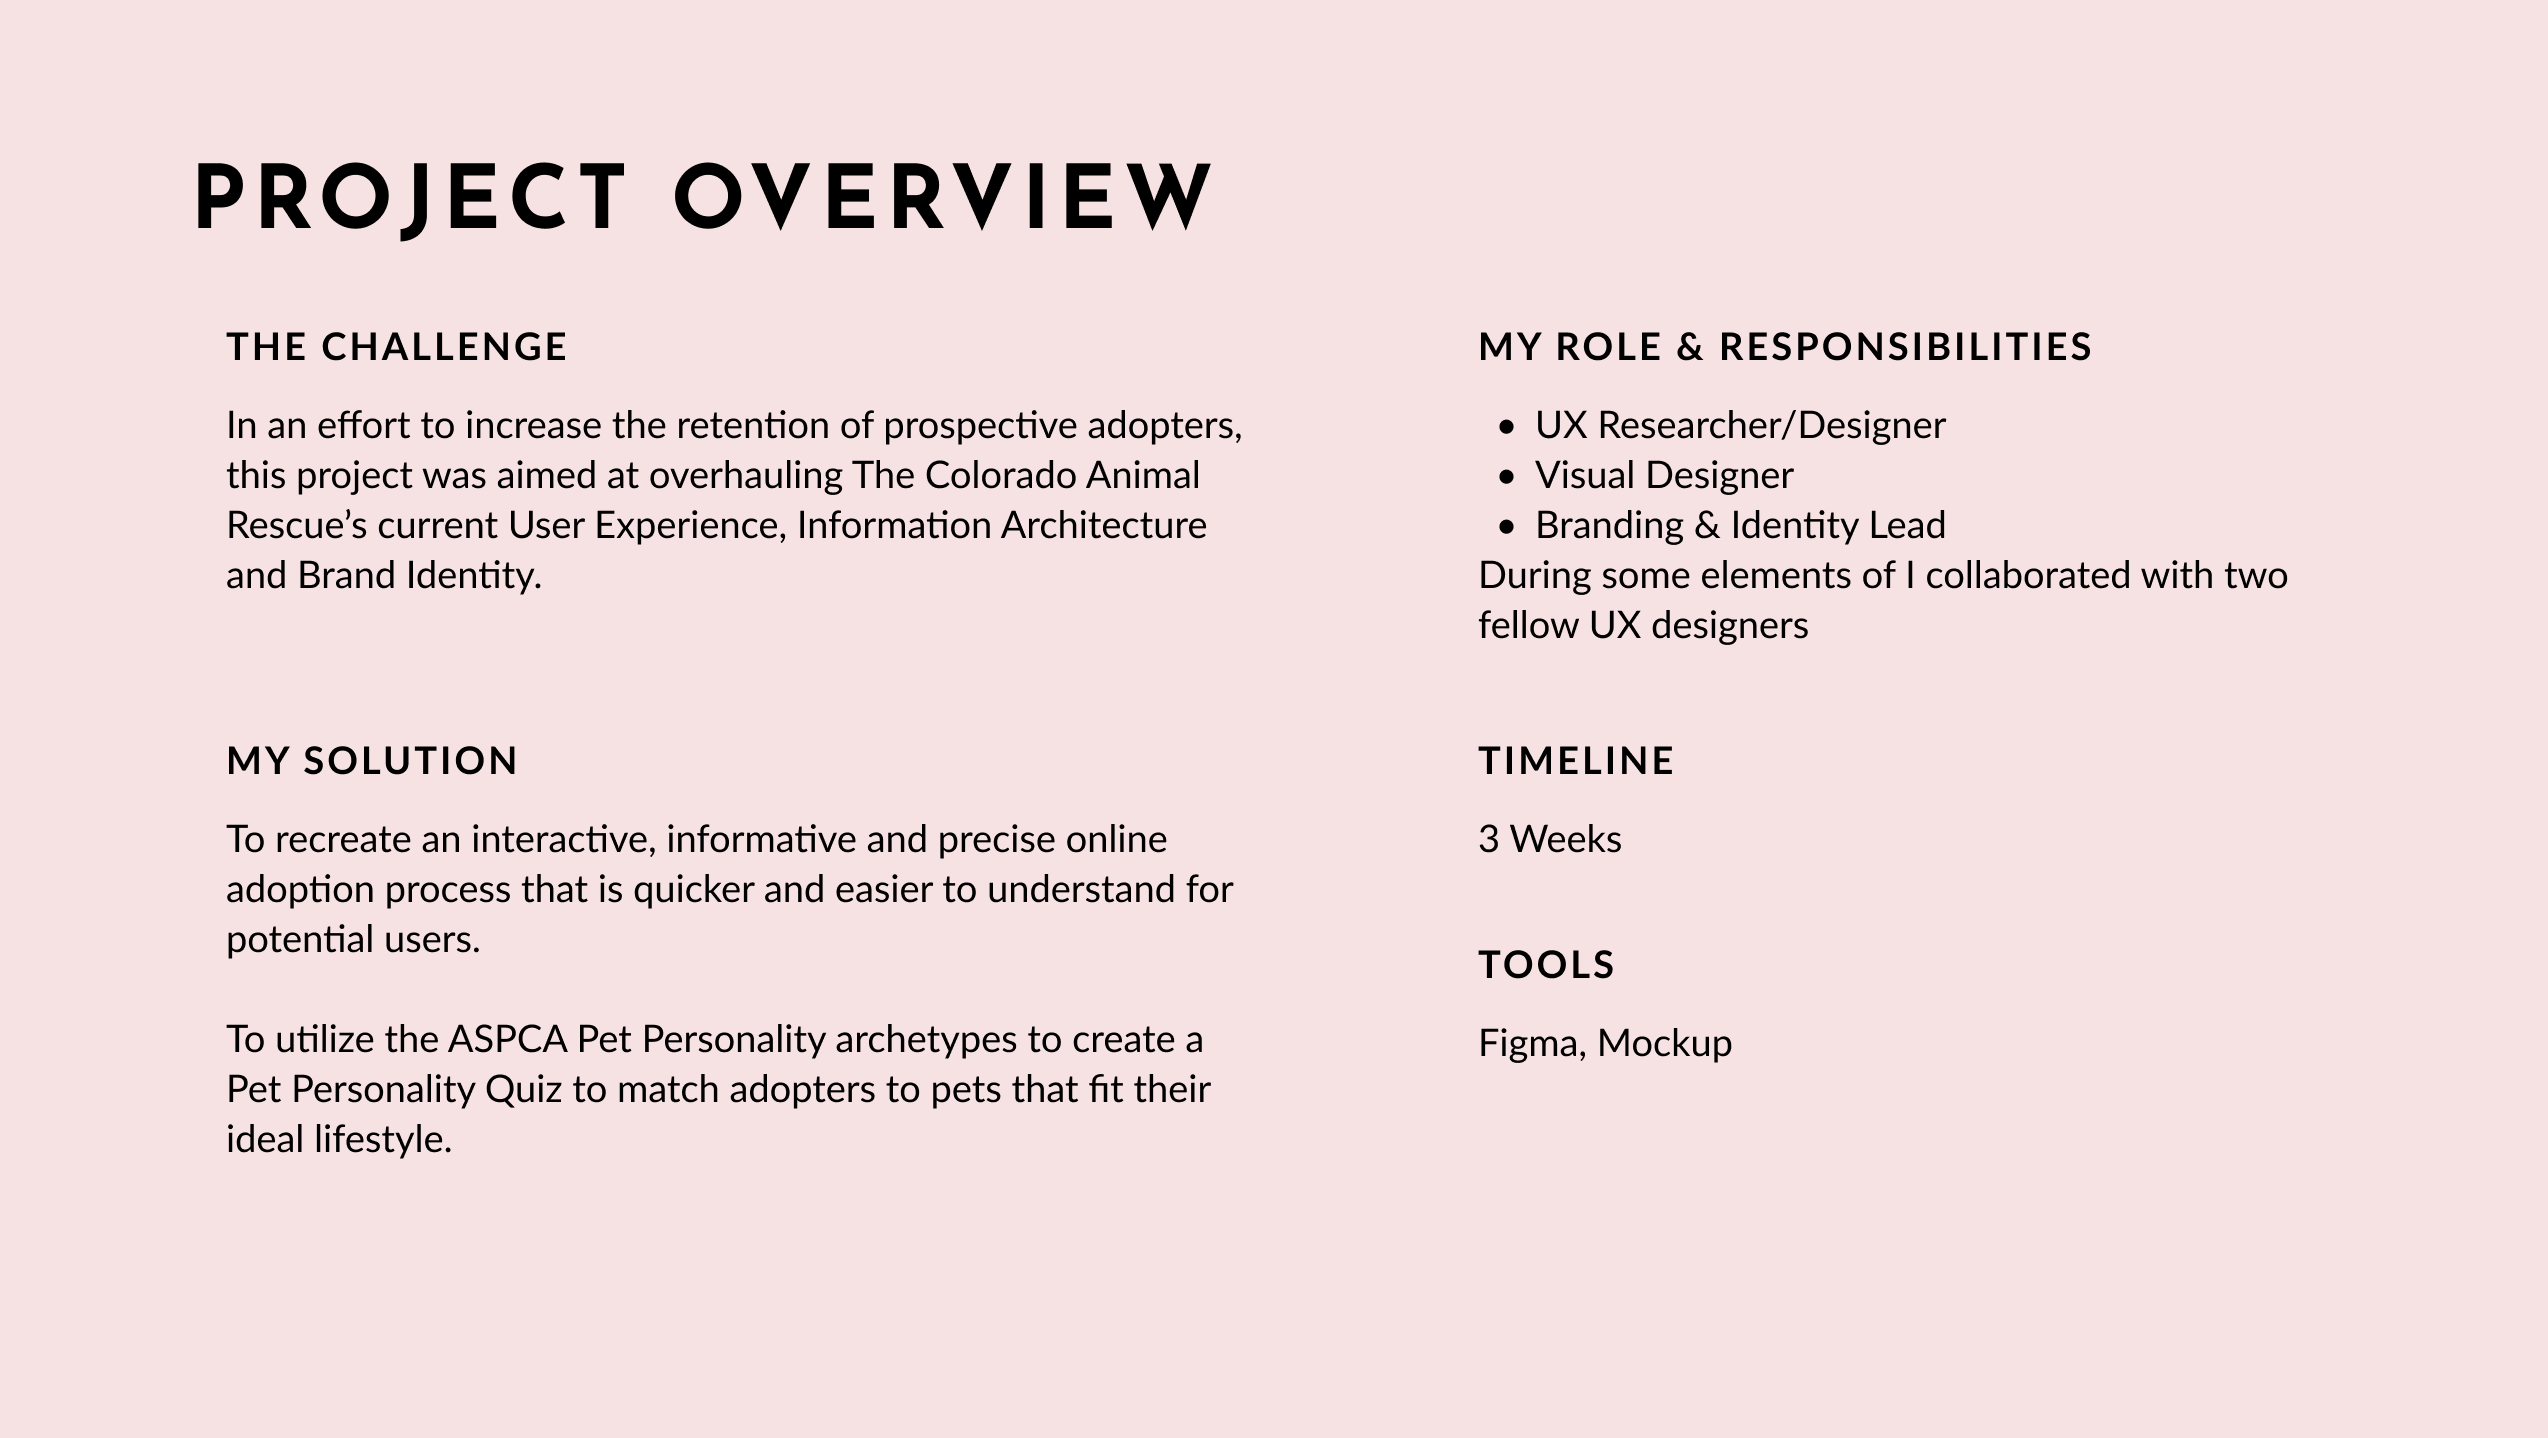 PROJECT OVERVIEW
THE CHALLENGE
In an effort to increase the retention of prospective adopters,
this project was aimed at overhauling The Colorado Animal
Rescue’s current User Experience, Information Architecture
and Brand Identity.
MY SOLUTION
To recreate an interactive, informative and precise online
adoption process that is quicker and easier to understand for
potential users.
To utilize the ASPCA Pet Personality archetypes to create a
Pet Personality Quiz to match adopters to pets that fit their
ideal lifestyle.
MY ROLE & RESPONSIBILITIES
• UX Researcher/Designer
• Visual Designer
• Branding & Identity Lead
During some elements of I collaborated with two
fellow UX designers
TIMELINE
3 Weeks
TOOLS
Figma, Mockup